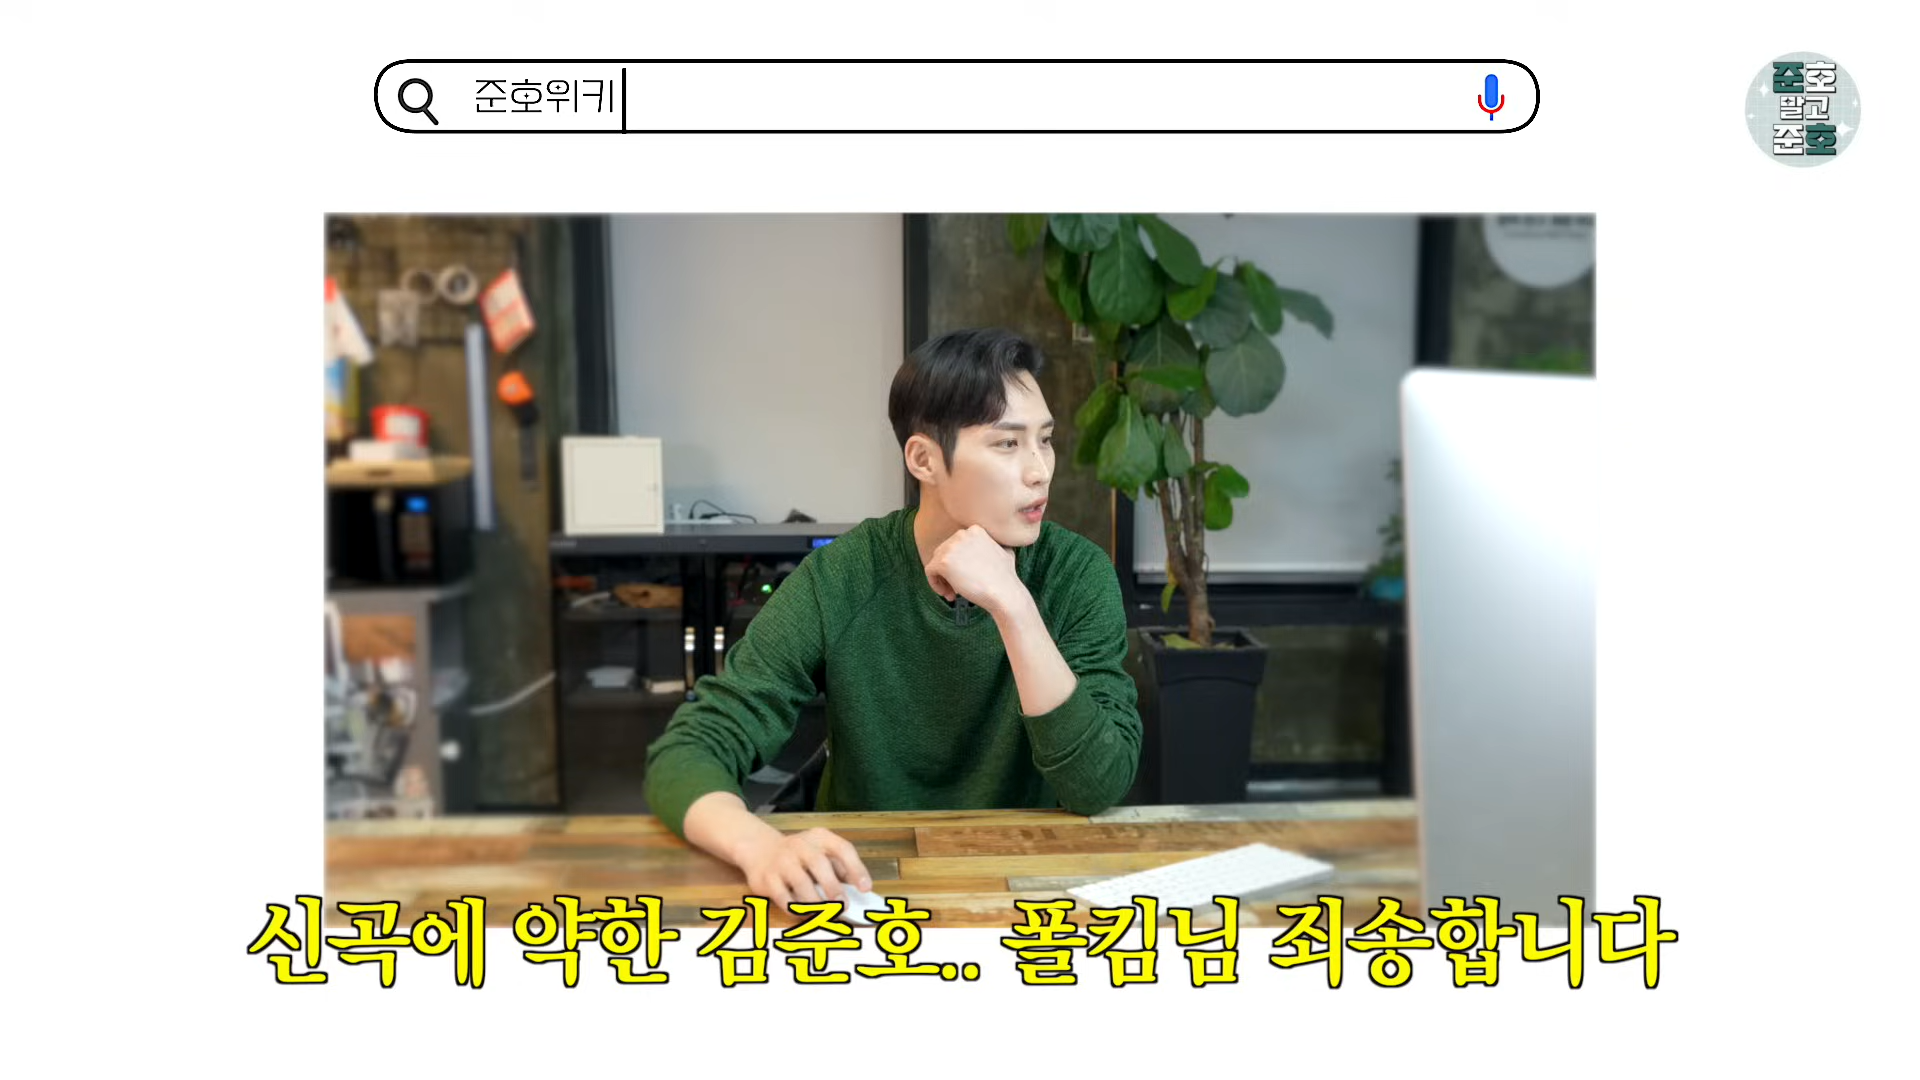 준호위키
준호
말고
준호
신곡에 약한 김준호.. 폴킴님 죄송합니다